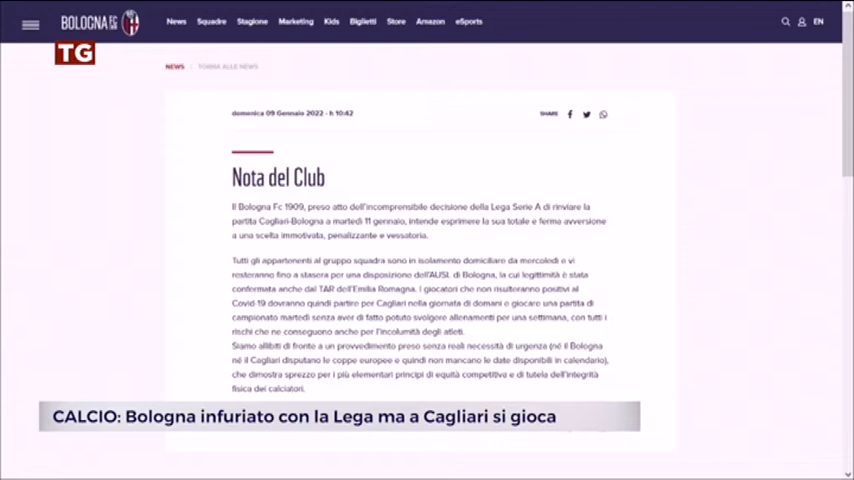 BOLOGNA FC
News Squadre Stagione Marketing Kids Biglietti Store Amazon eSports
EN
TG
NEWS TORNA ALLE NEWS
domenica 09 Gennaio 2022 - h 10:42
SHARE
Nota del Club
Il Bologna Fc 1909, preso atto dell'incomprensibile decisione della Lega Serie A di rinviare la
partita Cagliari-Bologna a martedì 11 gennaio, intende esprimere la sua totale e ferma avversione
a una scelta immotivata, penalizzante e vessatoria.
Tutti gli appartenenti al gruppo squadra sono in isolamento domiciliare da mercoledì e vi
resteranno fino a stasera per una disposizione dell'AUSL di Bologna, la cui legittimità è stata
confermata anche dal TAR dell'Emilia Romagna. I giocatori che non risulteranno positivi al
Covid-19 dovranno quindi partire per Cagliari nella giornata di domani e giocare una partita di
campionato martedì senza aver di fatto potuto svolgere allenamenti per una settimana, con tutti i
rischi che ne conseguono anche per l'incolumità degli atleti.
Siamo allibiti di fronte a un provvedimento preso senza reali necessità di urgenza (né il Bologna
né il Cagliari disputano le coppe europee e quindi non mancano le date disponibili in calendario),
che dimostra sprezzo per i più elementari principi di equità competitiva e di tutela dell'integrità
fisica dei calciatori.
CALCIO: Bologna infuriato con la Lega ma a Cagliari si gioca